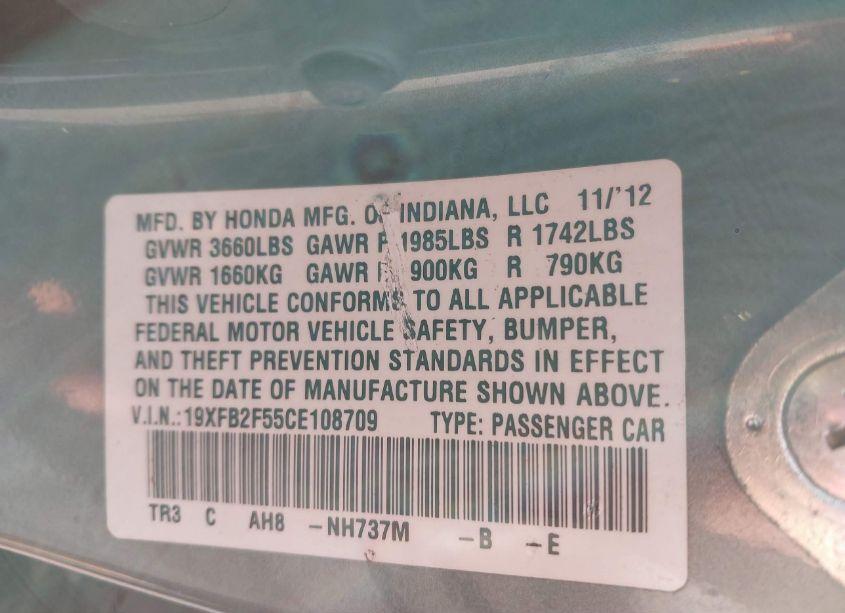 MFD. BY HONDA MFG. OF INDIANA, LLC 11/'12
GVWR 3660LBS GAWR F 1985LBS R 1742LBS
GVWR 1660KG GAWR F 900KG R 790KG
THIS VEHICLE CONFORMS TO ALL APPLICABLE
FEDERAL MOTOR VEHICLE SAFETY, BUMPER,
AND THEFT PREVENTION STANDARDS IN EFFECT
ON THE DATE OF MANUFACTURE SHOWN ABOVE.
V.I.N.:19XFB2F55CE108709 TYPE: PASSENGER CAR
TR3 C AH8 -NH737M -B -E